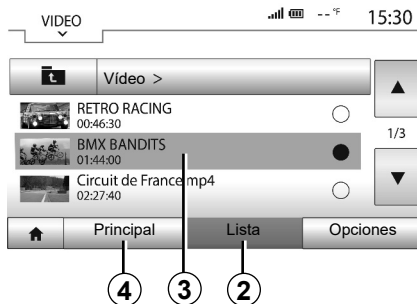 VIDEO
--°F 15:30
Vídeo >
RETRO RACING
00:46:30
1/3
BMX BANDITS
01:44:00
Circuit de France mp4
02:27:40
Principal Lista Opciones
4 3 2